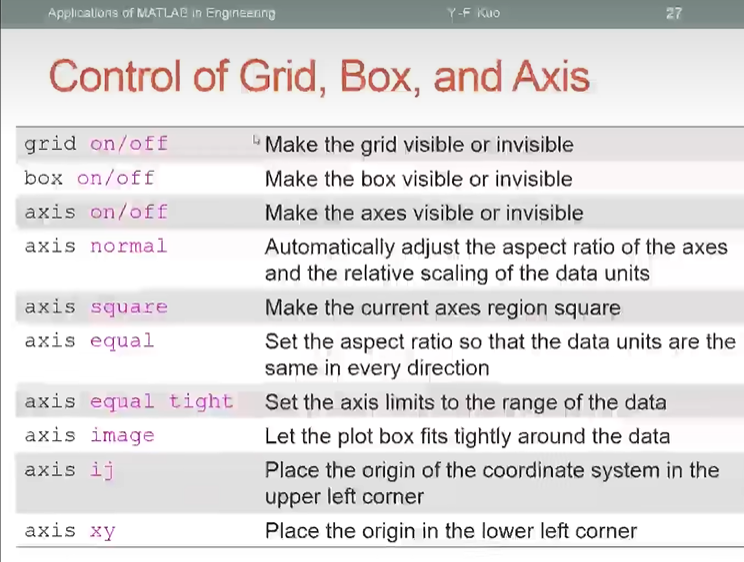 Applications of MATLAB in Engineering Y-F Kuo 27
Control of Grid, Box, and Axis
grid on/off Make the grid visible or invisible
box on/off Make the box visible or invisible
axis on/off Make the axes visible or invisible
axis normal Automatically adjust the aspect ratio of the axes
and the relative scaling of the data units
axis square Make the current axes region square
axis equal Set the aspect ratio so that the data units are the
same in every direction
axis equal tight Set the axis limits to the range of the data
axis image Let the plot box fits tightly around the data
axis ij Place the origin of the coordinate system in the
upper left corner
axis xy Place the origin in the lower left corner